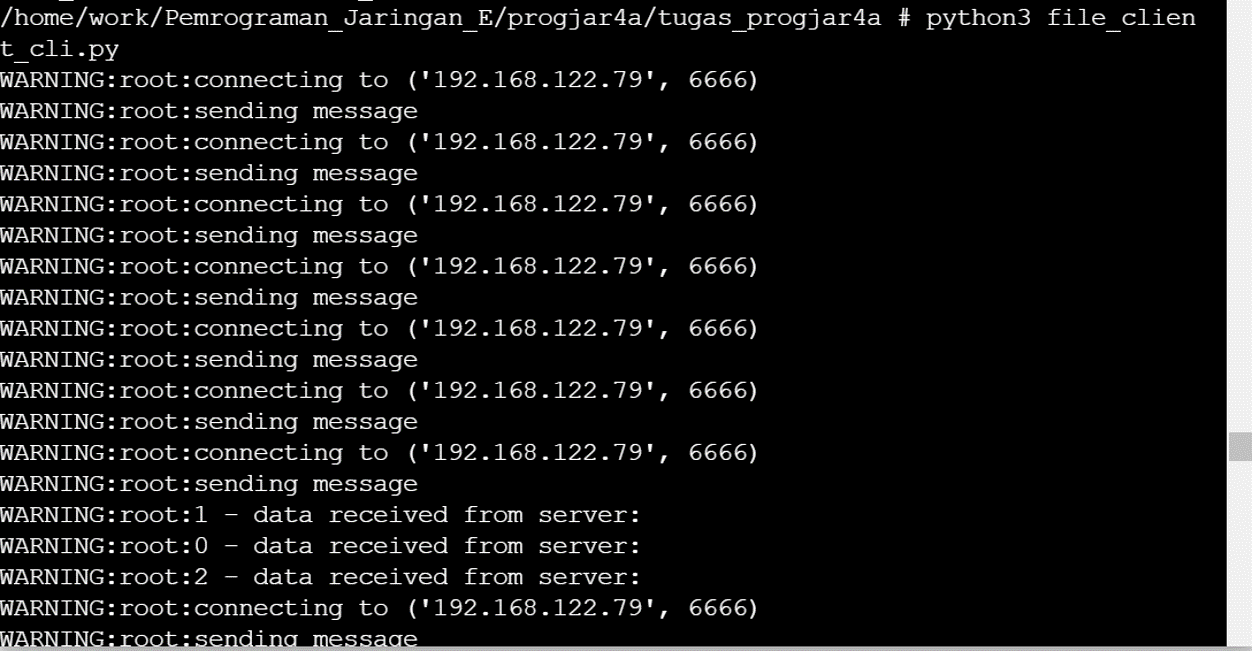 /home/work/Pemrograman_Jaringan_E/progjar4a/tugas_progjar4a # python3 file_clien
t_cli.py
WARNING:root:connecting to ('192.168.122.79', 6666)
WARNING:root:sending message
WARNING:root:connecting to ('192.168.122.79', 6666)
WARNING:root:sending message
WARNING:root:connecting to ('192.168.122.79', 6666)
WARNING:root:sending message
WARNING:root:connecting to ('192.168.122.79', 6666)
WARNING:root:sending message
WARNING:root:connecting to ('192.168.122.79', 6666)
WARNING:root:sending message
WARNING:root:connecting to ('192.168.122.79', 6666)
WARNING:root:sending message
WARNING:root:connecting to ('192.168.122.79', 6666)
WARNING:root:sending message
WARNING:root:1 - data received from server:
WARNING:root:0 - data received from server:
WARNING:root:2 - data received from server:
WARNING:root:connecting to ('192.168.122.79', 6666)
WARNING:root:sending message